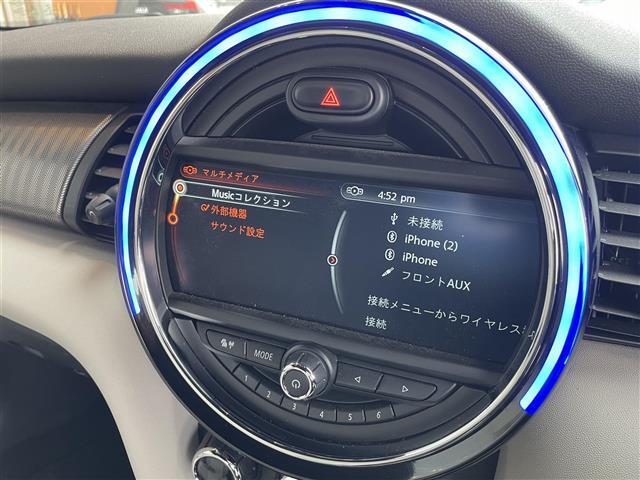 マルチメディア
Musicコレクション
外部機器
サウンド設定
4:52 pm
未接続
iPhone (2)
iPhone
フロントAUX
接続メニューからワイヤレス
接続
MODE
1
2
3
4
5
6